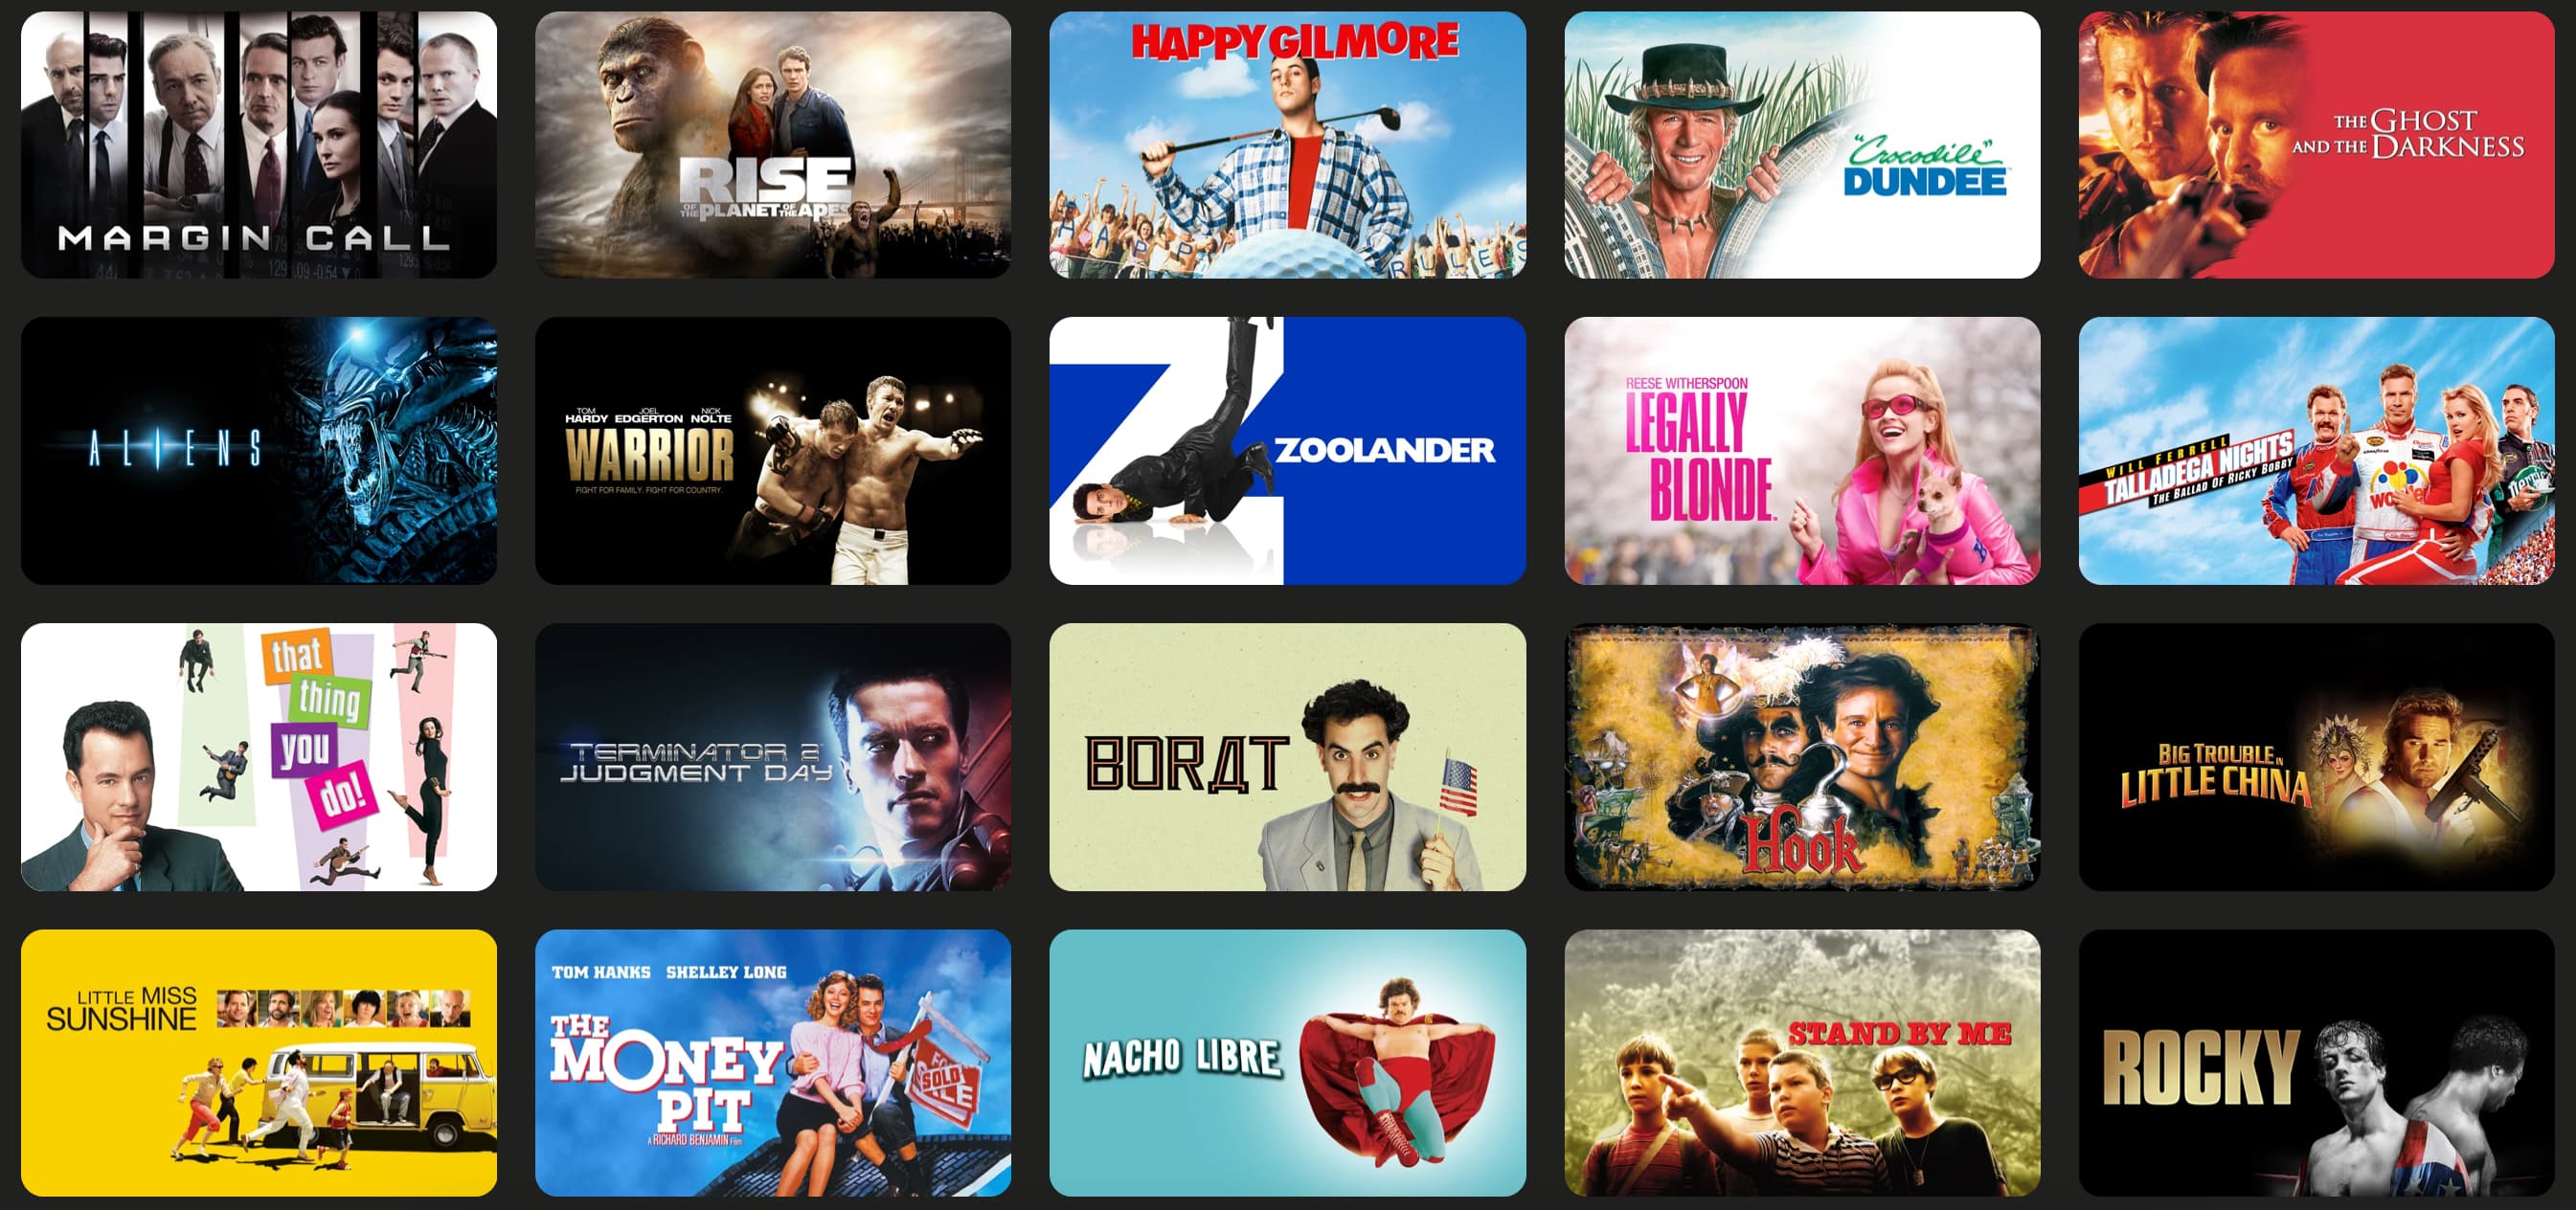 MARGIN CALL
RISE
OF THE PLANET OF THE APES
HAPPY GILMORE
"Crocodile"
DUNDEE
THE GHOST
AND THE DARKNESS
ALIENS
TOM JOEL NICK
HARDY EDGERTON NOLTE
WARRIOR
FIGHT FOR FAMILY. FIGHT FOR COUNTRY.
ZOOLANDER
REESE WITHERSPOON
LEGALLY
BLONDE
WILL FERRELL
TALLADEGA NIGHTS
THE BALLAD OF RICKY BOBBY
that
thing
you
do!
TERMINATOR 2
JUDGMENT DAY
BORДT
Hook
BIG TROUBLE IN
LITTLE CHINA
LITTLE MISS
SUNSHINE
TOM HANKS SHELLEY LONG
THE
MONEY
PIT
A RICHARD BENJAMIN Film
SOLD
NACHO LIBRE
STAND BY ME
ROCKY